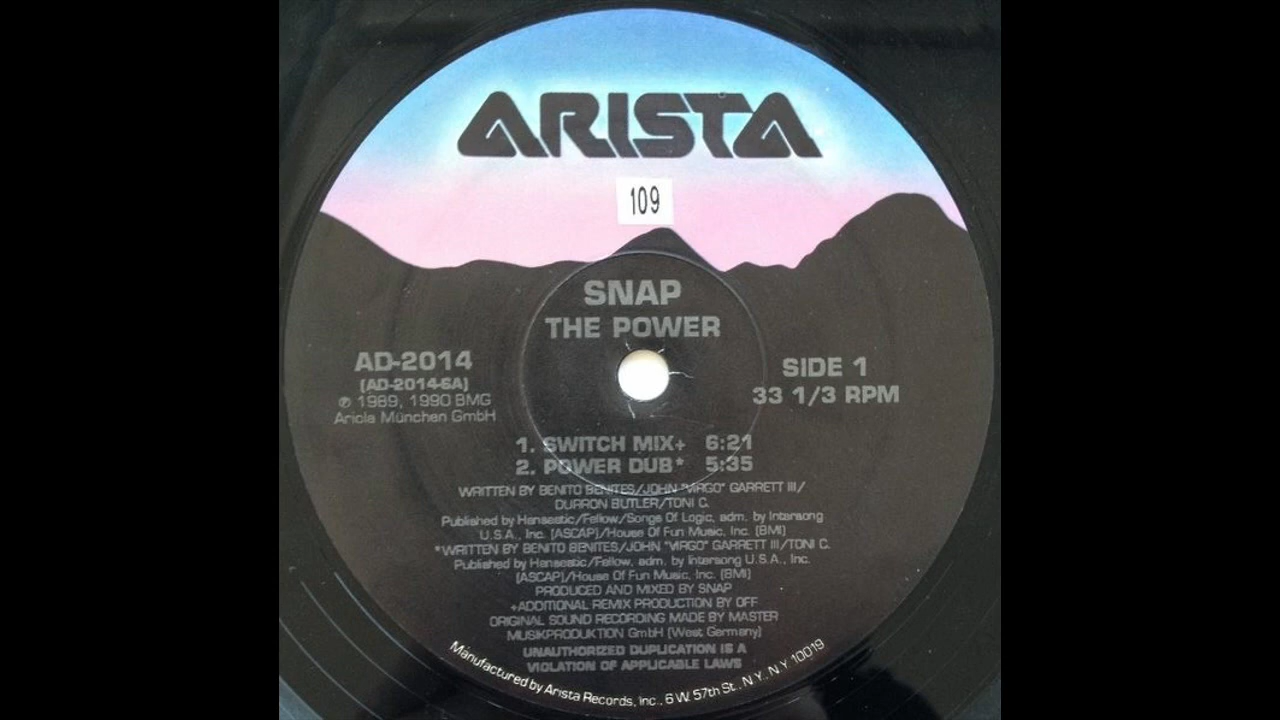 ARISTA
109
SNAP
THE POWER
AD-2014
(AD-2014-6A)
℗ 1989, 1990 BMG
Ariola München GmbH
SIDE 1
33 1/3 RPM
1. SWITCH MIX+ 6:21
2. POWER DUB* 5:35
WRITTEN BY BENITO BENITES/JOHN "VIRGO" GARRETT III/
DURRON BUTLER/TONI C.
Published by Hanseatic/Fellow/Songs Of Logic, adm. by Intersong
U.S.A., Inc. (ASCAP)/House Of Fun Music, Inc. (BMI)
*WRITTEN BY BENITO BENITES/JOHN "VIRGO" GARRETT III/TONI C.
Published by Hanseatic/Fellow, adm. by Intersong U.S.A., Inc.
(ASCAP)/House Of Fun Music, Inc. (BMI)
PRODUCED AND MIXED BY SNAP
+ADDITIONAL REMIX PRODUCTION BY OFF
ORIGINAL SOUND RECORDING MADE BY MASTER
MUSIKPRODUKTION GmbH (West Germany)
UNAUTHORIZED DUPLICATION IS A
VIOLATION OF APPLICABLE LAWS
Manufactured by Arista Records, Inc., 6 W. 57th St., N.Y., N.Y. 10019